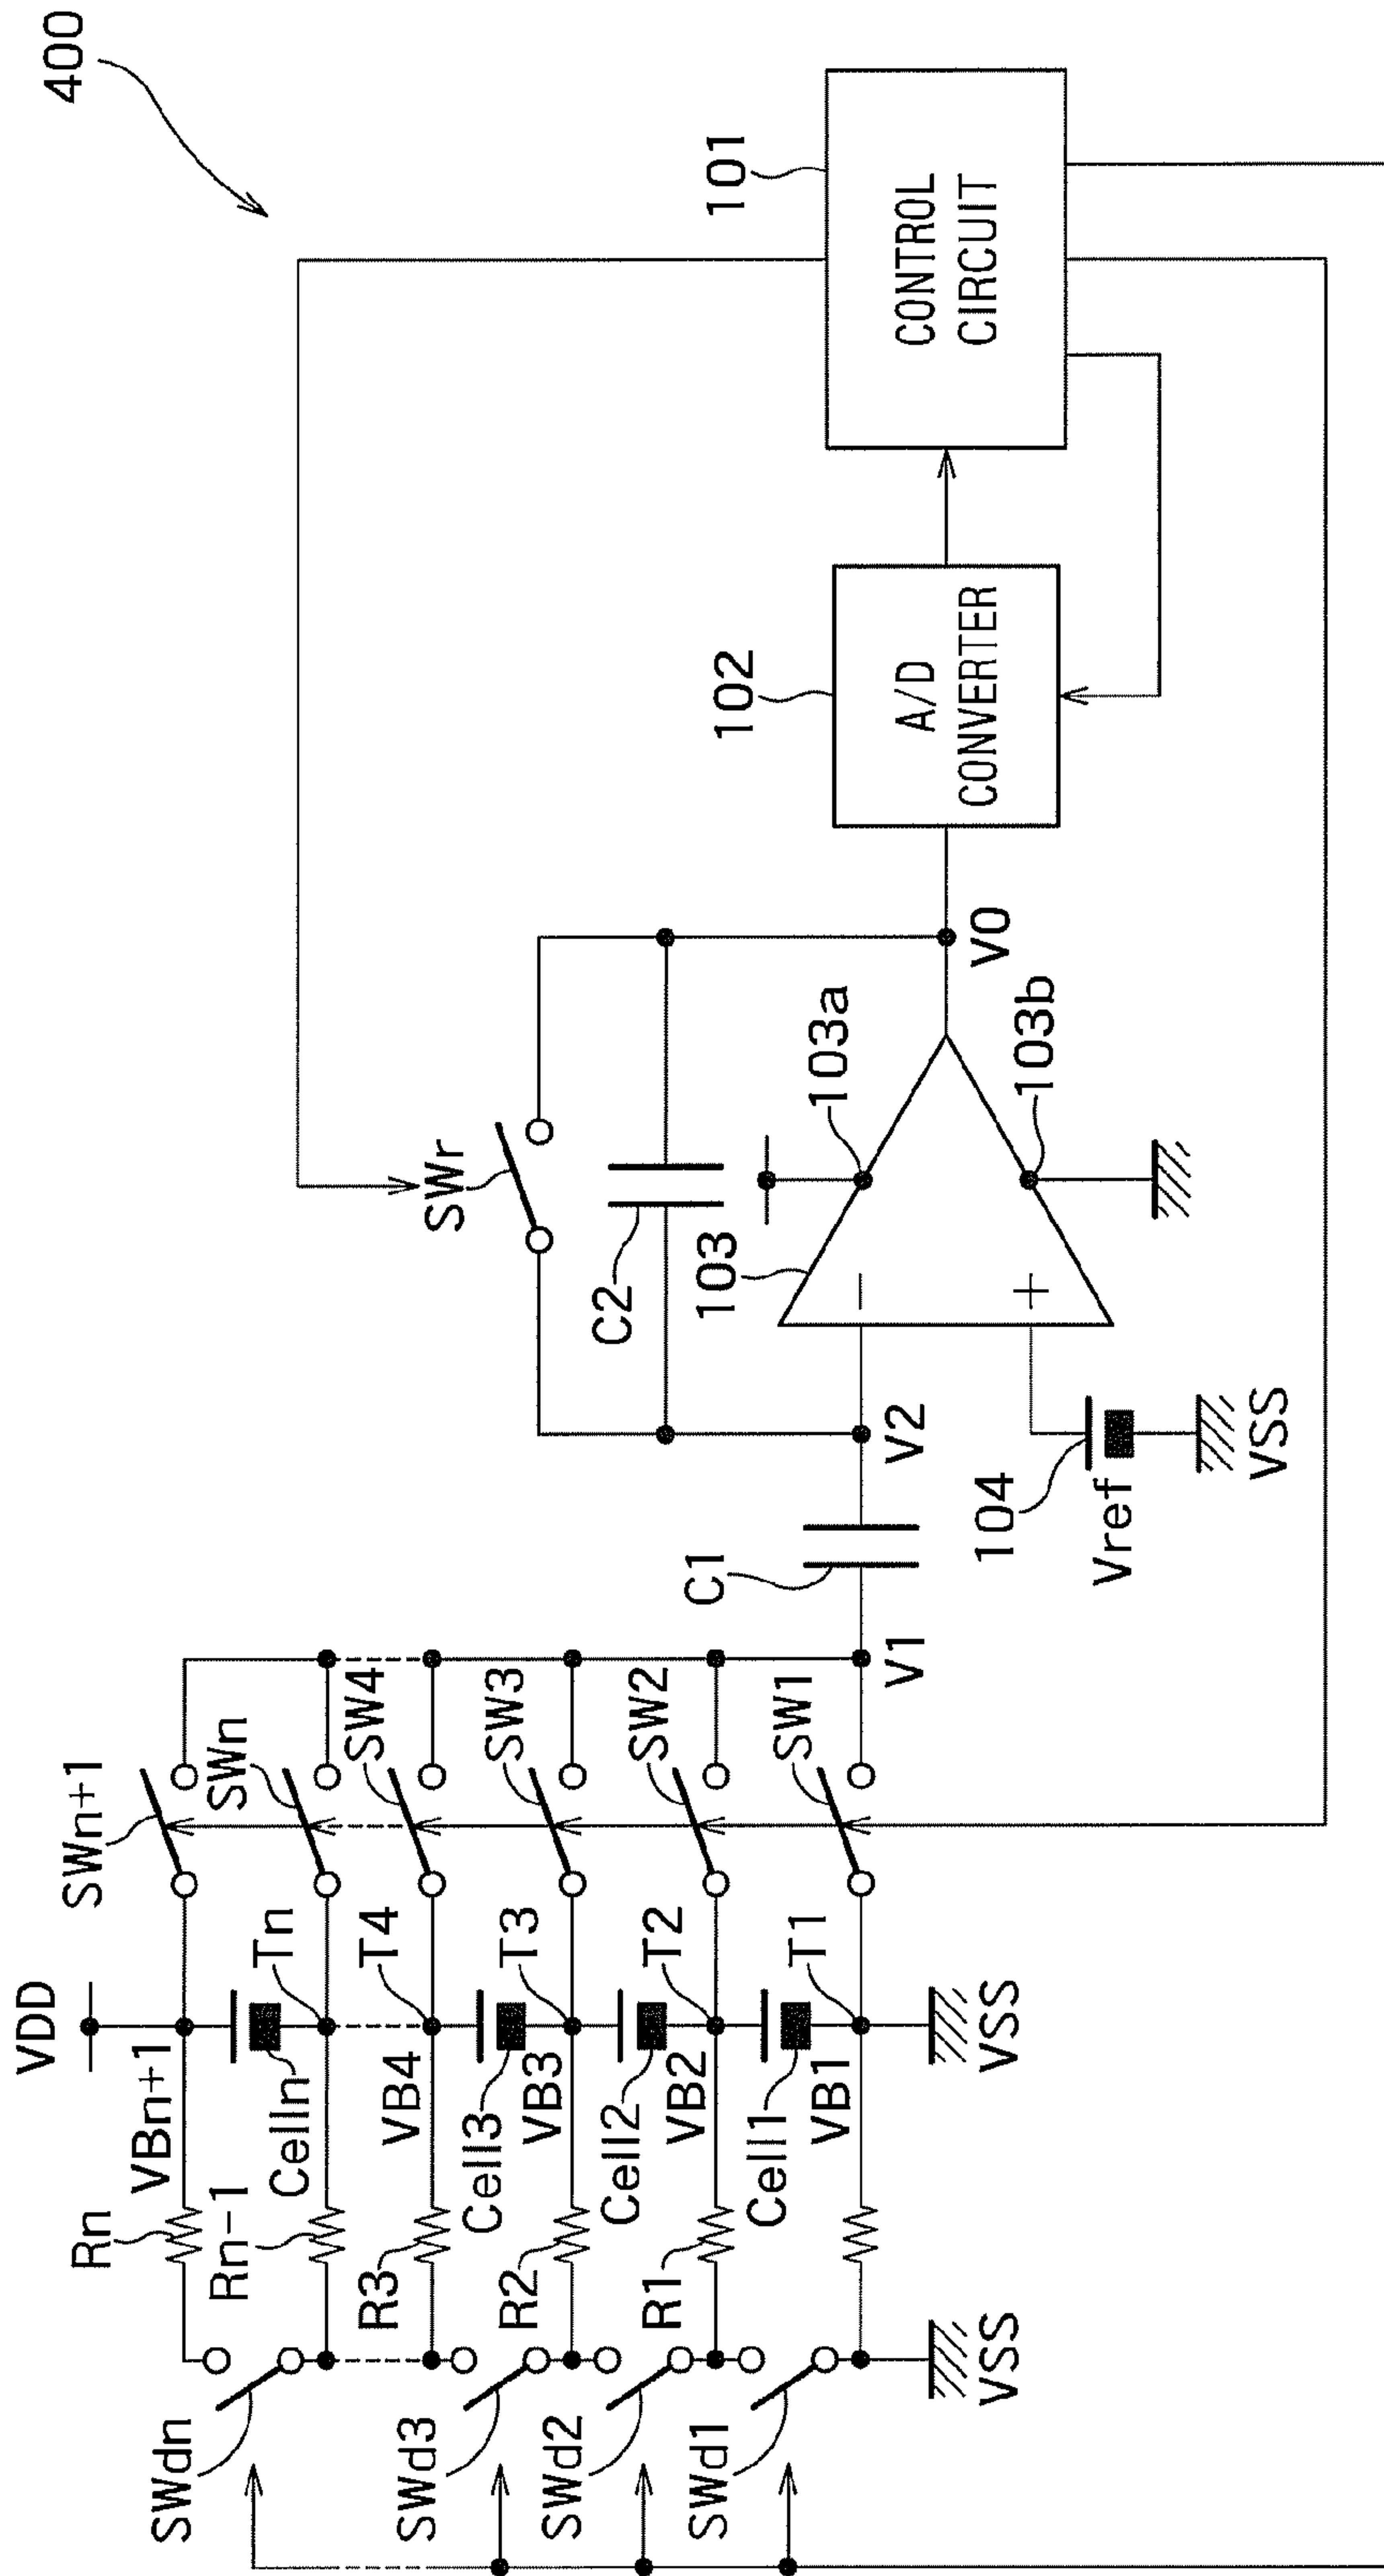 400
VDD
VBn+1
SWn+1
Rn
Celln
Tn
SWn
Rn-1
SWdn
VB4
T4
SW4
R3
Cell3
SWd3
VB3
T3
SW3
R2
Cell2
SWd2
VB2
T2
SW2
R1
Cell1
SWd1
VB1
T1
SW1
VSS
VSS
V1
C1
V2
C2
SWr
103
103a
103b
-
+
104
Vref
VSS
V0
102
A/D
CONVERTER
101
CONTROL
CIRCUIT